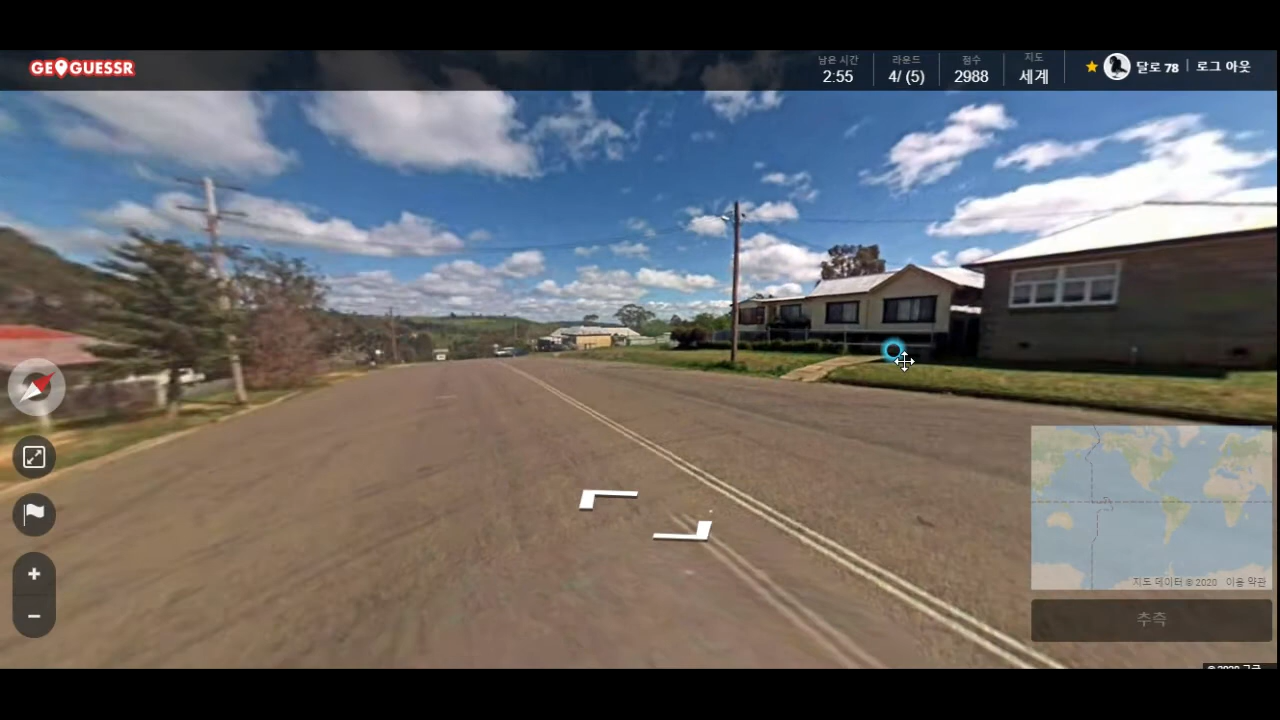 GEOGUESSR
남은 시간
2:55
라운드
4/ (5)
점수
2988
지도
세계
달로 78 | 로그 아웃
지도 데이터 © 2020 이용 약관
추측